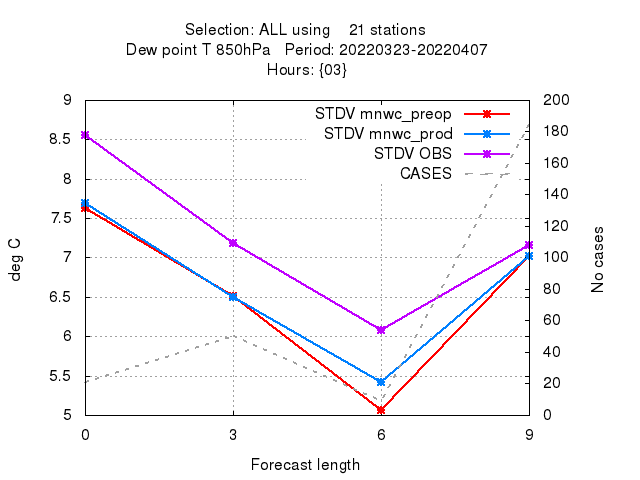 Selection: ALL using    21 stations
Dew point T 850hPa   Period: 20220323-20220407
Hours: {03}
STDV mnwc_preop
STDV mnwc_prod
STDV OBS
CASES
deg C
9
8.5
8
7.5
7
6.5
6
5.5
5
200
180
160
140
120
100
80
60
40
20
0
No cases
0 3 6 9
Forecast length